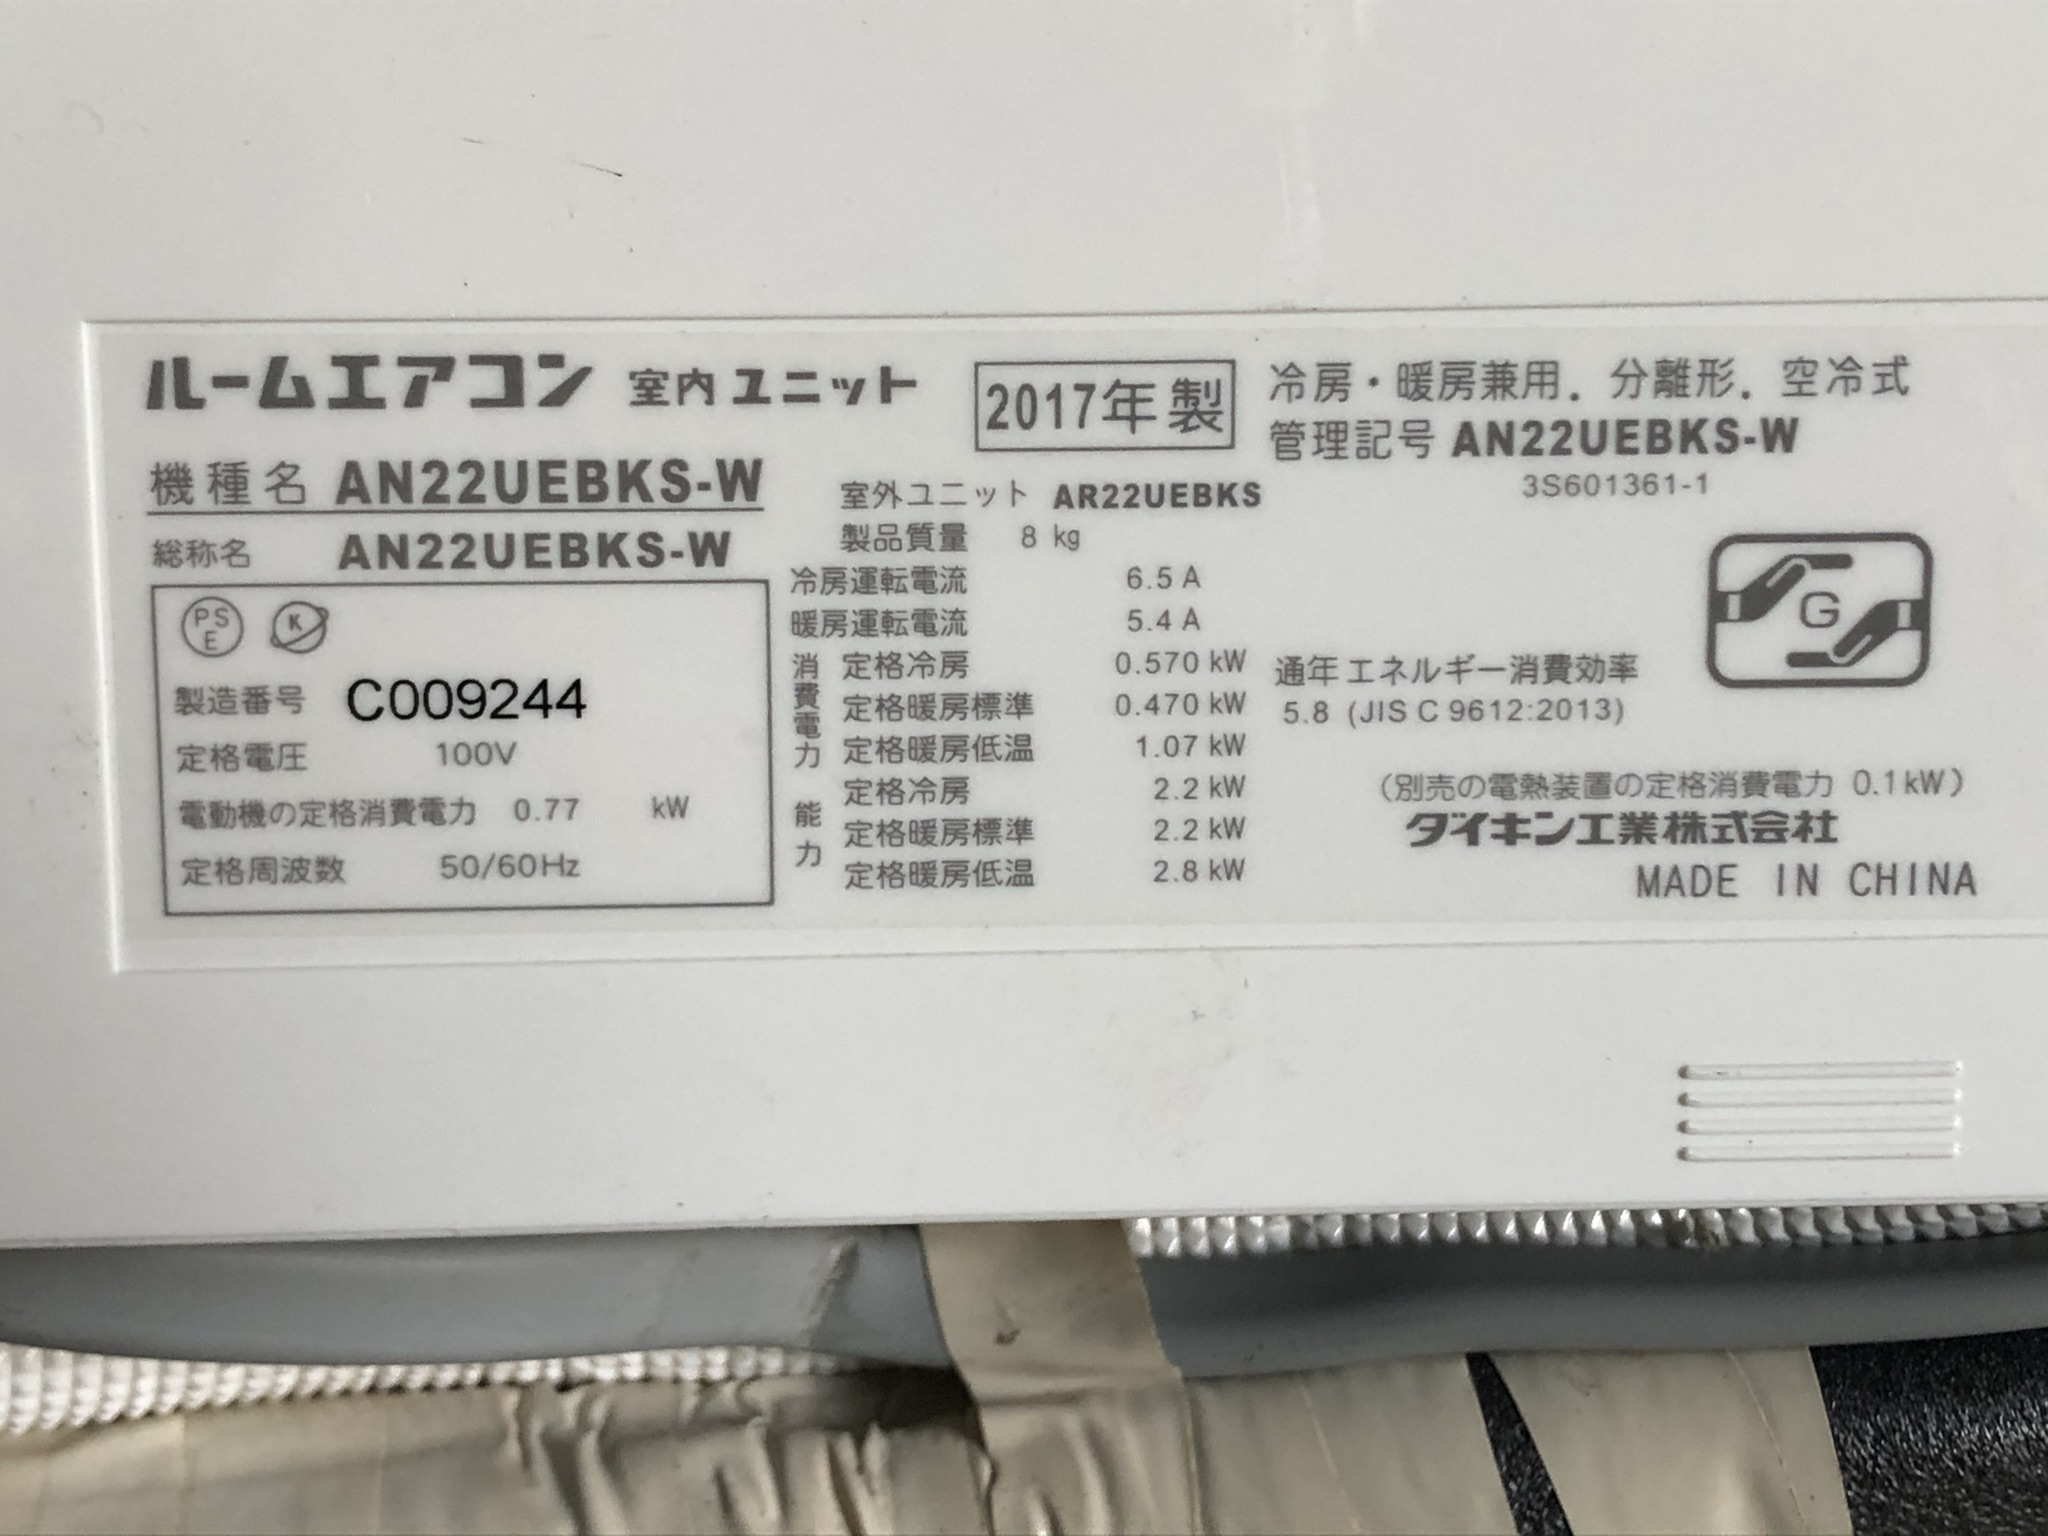 ルームエアコン 室内ユニット
2017年製
冷房・暖房兼用. 分離形. 空冷式
管理記号 AN22UEBKS-W
3S601361-1
機種名 AN22UEBKS-W
総称名 AN22UEBKS-W
PS
E
K
製造番号 C009244
定格電圧 100V
電動機の定格消費電力 0.77 kW
定格周波数 50/60Hz
室外ユニット AR22UEBKS
製品質量 8 kg
冷房運転電流 6.5 A
暖房運転電流 5.4 A
消費電力
定格冷房 0.570 kW
定格暖房標準 0.470 kW
定格暖房低温 1.07 kW
能力
定格冷房 2.2 kW
定格暖房標準 2.2 kW
定格暖房低温 2.8 kW
G
通年エネルギー消費効率
5.8 (JIS C 9612:2013)
(別売の電熱装置の定格消費電力 0.1kW)
ダイキン工業株式会社
MADE IN CHINA